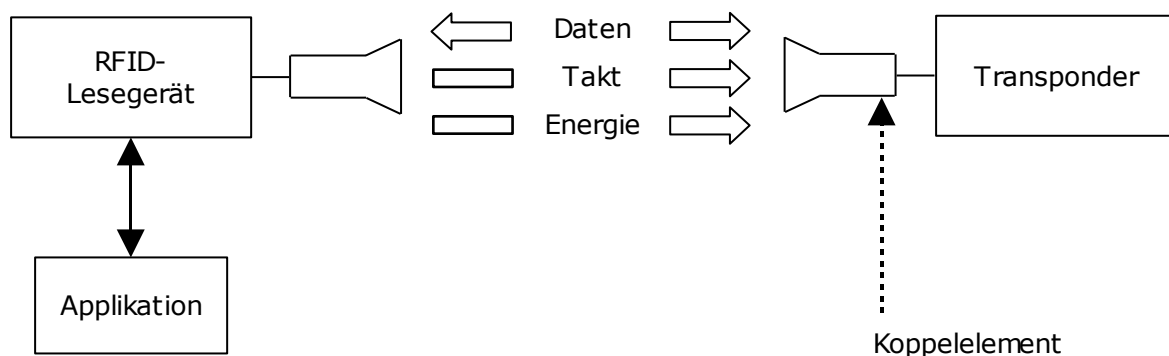 RFID-
Lesegerät
Daten
Takt
Energie
Transponder
Applikation
Koppelelement